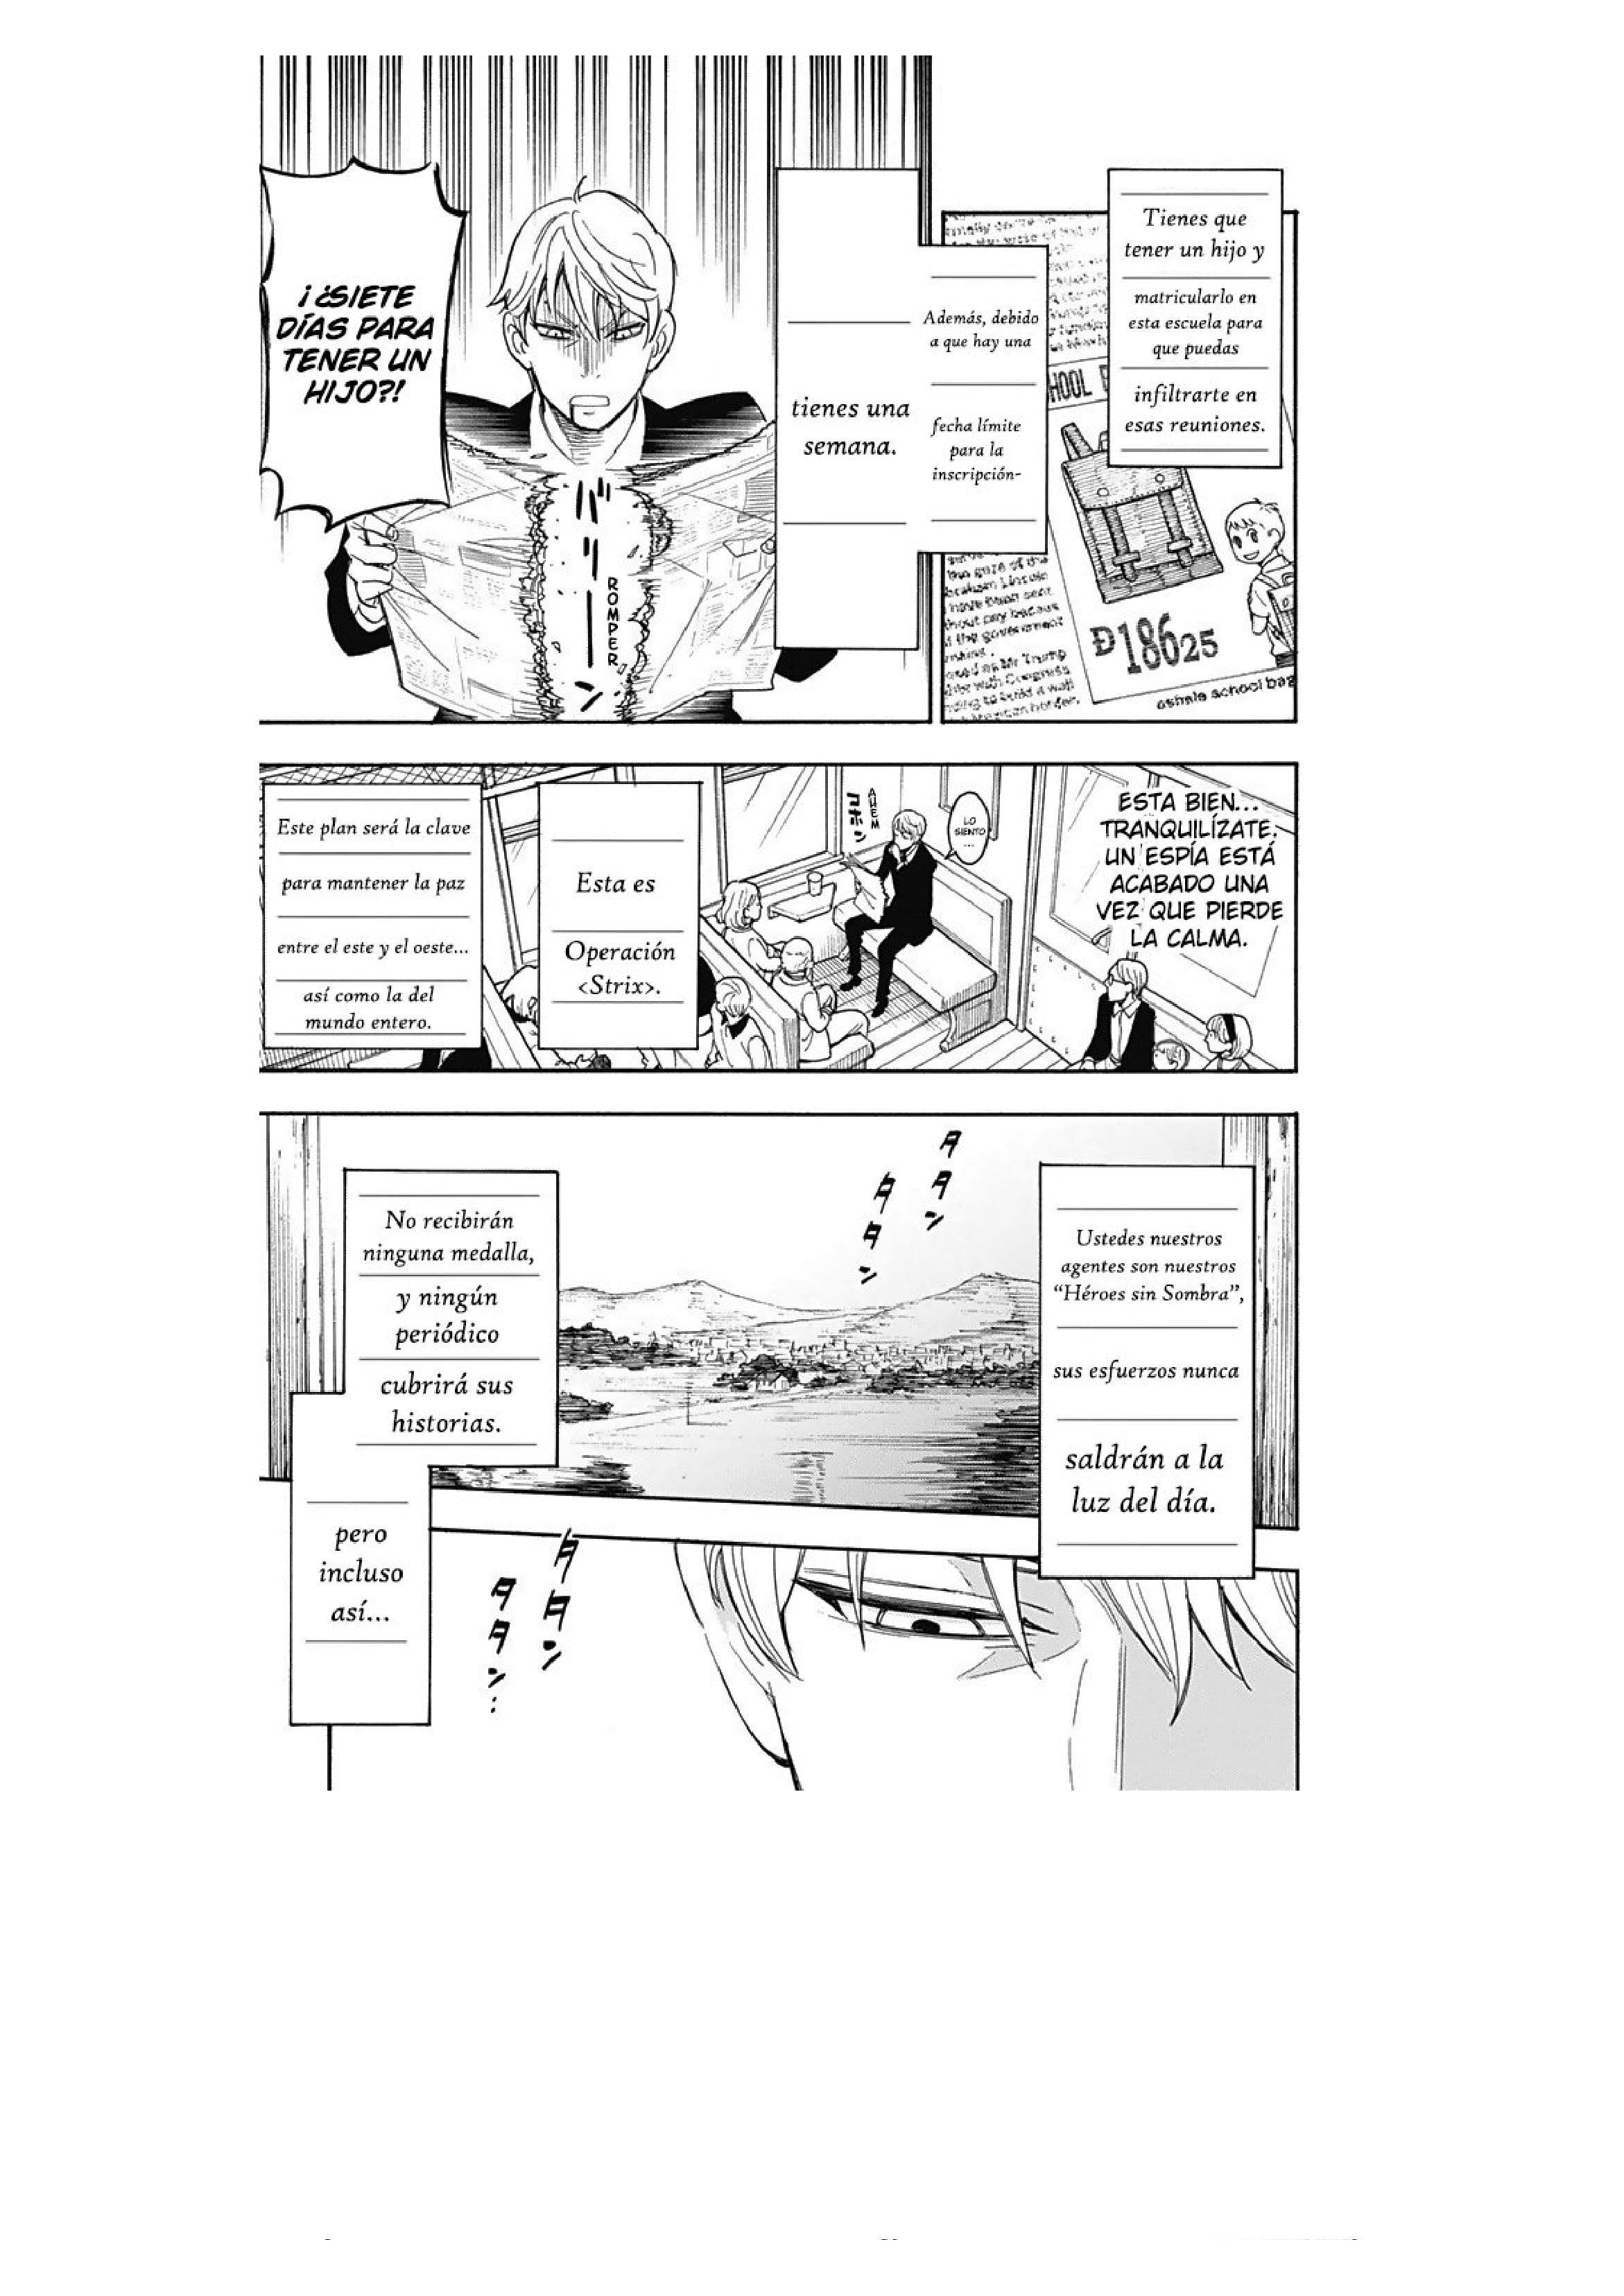 Tienes que
tener un hijo y
matricularlo en
esta escuela para
que puedas
infiltrarte en
esas reuniones.
Además, debido
a que hay una
fecha límite
para la
inscripción-
tienes una
semana.
D18625
ashale school bag
¡¿SIETE
DÍAS PARA
TENER UN
HIJO?!
ROMPER
ESTA BIEN...
TRANQUILÍZATE,
UN ESPÍA ESTÁ
ACABADO UNA
VEZ QUE PIERDE
LA CALMA.
LO
SIENTO
...
AHEM
コホン
Esta es
Operación
<Strix>.
Este plan será la clave
para mantener la paz
entre el este y el oeste...
así como la del
mundo entero.
タタン
タタン
Ustedes nuestros
agentes son nuestros
“Héroes sin Sombra”,
sus esfuerzos nunca
saldrán a la
luz del día.
No recibirán
ninguna medalla,
y ningún
periódico
cubrirá sus
historias.
pero
incluso
así...
タタン
タタン...